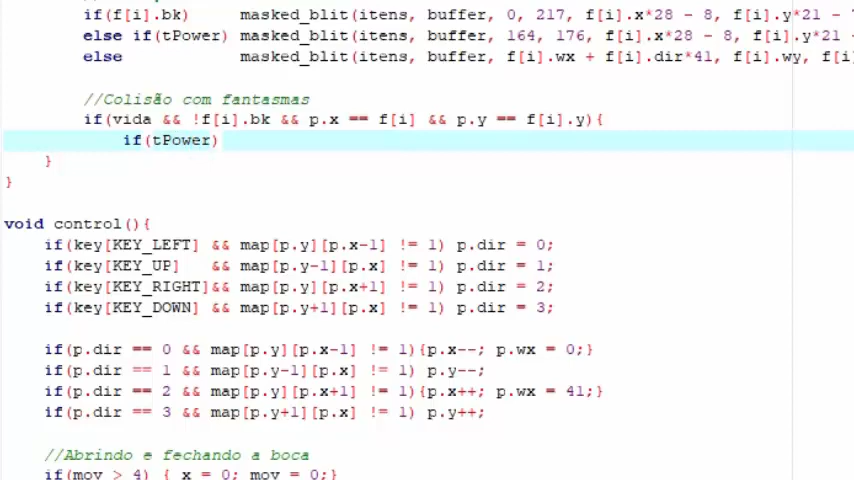 if(f[i].bk)     masked_blit(itens, buffer, 0, 217, f[i].x*28 - 8, f[i].y*21 -
else if(tPower) masked_blit(itens, buffer, 164, 176, f[i].x*28 - 8, f[i].y*21 -
else            masked_blit(itens, buffer, f[i].wx + f[i].dir*41, f[i].wy, f[i]
//Colisão com fantasmas
if(vida && !f[i].bk && p.x == f[i] && p.y == f[i].y){
if(tPower)
}
}
void control(){
if(key[KEY_LEFT] && map[p.y][p.x-1] != 1) p.dir = 0;
if(key[KEY_UP]   && map[p.y-1][p.x] != 1) p.dir = 1;
if(key[KEY_RIGHT]&& map[p.y][p.x+1] != 1) p.dir = 2;
if(key[KEY_DOWN] && map[p.y+1][p.x] != 1) p.dir = 3;
if(p.dir == 0 && map[p.y][p.x-1] != 1){p.x--; p.wx = 0;}
if(p.dir == 1 && map[p.y-1][p.x] != 1) p.y--;
if(p.dir == 2 && map[p.y][p.x+1] != 1){p.x++; p.wx = 41;}
if(p.dir == 3 && map[p.y+1][p.x] != 1) p.y++;
//Abrindo e fechando a boca
if(mov > 4) { x = 0; mov = 0;}